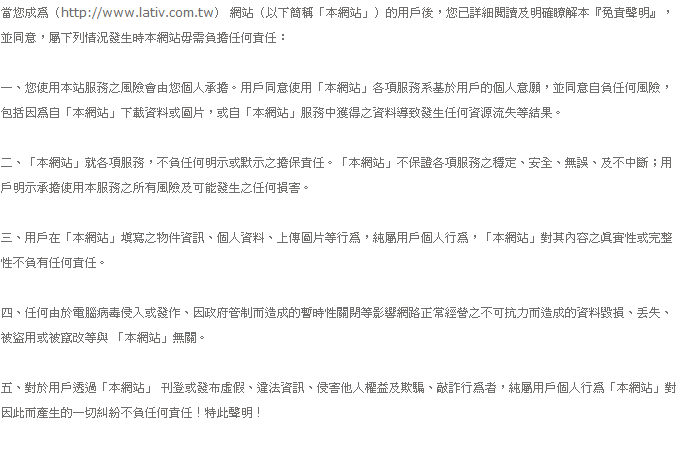 當您成爲（http://www.lativ.com.tw） 網站（以下簡稱「本網站」）的用戶後，您已詳細閱讀及明確瞭解本『免責聲明』，
並同意，屬下列情況發生時本網站毋需負擔任何責任：
一、您使用本站服務之風險會由您個人承擔。用戶同意使用「本網站」各項服務系基於用戶的個人意願，並同意自負任何風險，
包括因爲自「本網站」下載資料或圖片，或自「本網站」服務中獲得之資料導致發生任何資源流失等結果。
二、「本網站」就各項服務，不負任何明示或默示之擔保責任。「本網站」不保證各項服務之穩定、安全、無誤、及不中斷；用
戶明示承擔使用本服務之所有風險及可能發生之任何損害。
三、用戶在「本網站」填寫之物件資訊、個人資料、上傳圖片等行爲，純屬用戶個人行爲，「本網站」對其內容之眞實性或完整
性不負有任何責任。
四、任何由於電腦病毒侵入或發作、因政府管制而造成的暫時性關閉等影響網路正常經營之不可抗力而造成的資料毀損、丟失、
被盜用或被竄改等與 「本網站」無關。
五、對於用戶透過「本網站」 刊登或發布虛假、違法資訊、侵害他人權益及欺騙、敲詐行爲者，純屬用戶個人行爲「本網站」對
因此而產生的一切糾紛不負任何責任！特此聲明！